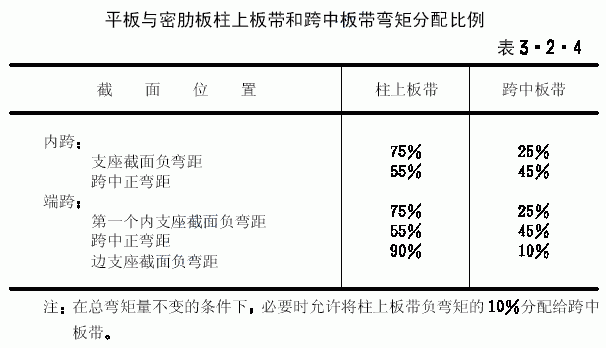 平板与密肋板柱上板带和跨中板带弯矩分配比例
表3·2·4
截 面 位 置 柱上板带 跨中板带
内跨：
支座截面负弯距 75% 25%
跨中正弯距 55% 45%
端跨：
第一个内支座截面负弯距 75% 25%
跨中正弯距 55% 45%
边支座截面负弯距 90% 10%
注：在总弯矩量不变的条件下，必要时允许将柱上板带负弯矩的10%分配给跨中
板带。